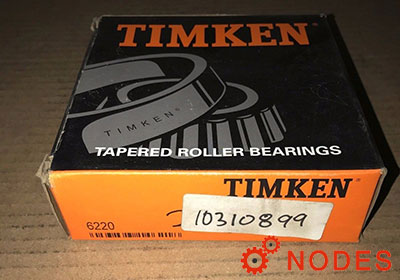 TIMKEN
TIMKEN®
TAPERED ROLLER BEARINGS
TIMKEN
6220
10310899
NODES